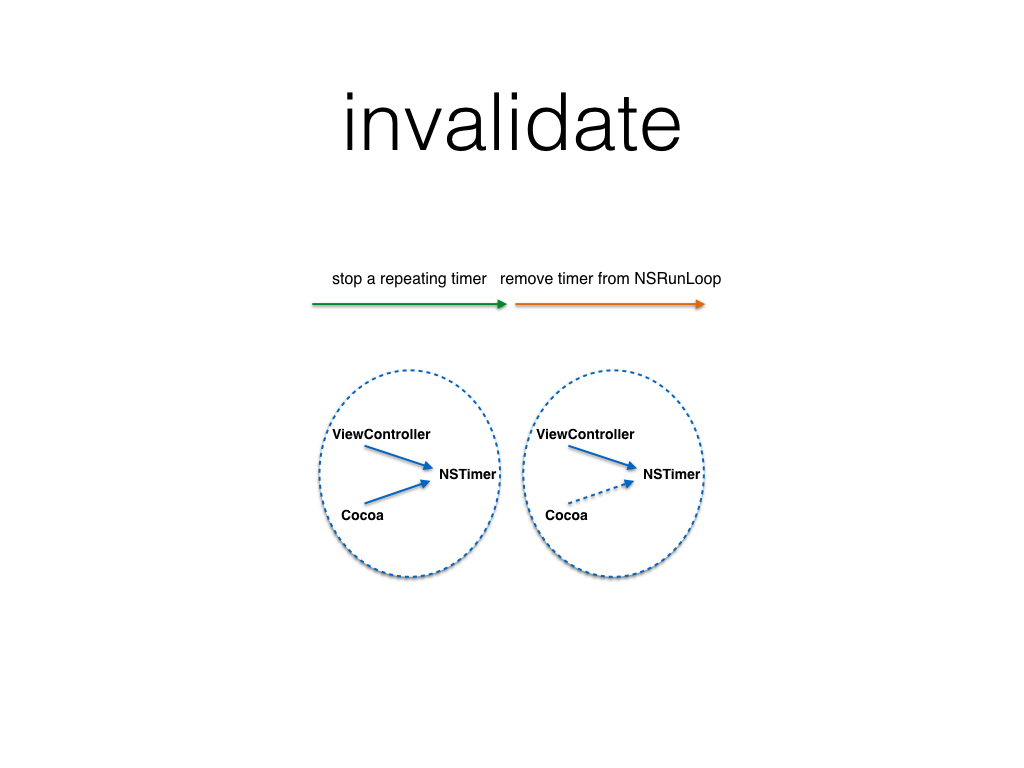 invalidate
stop a repeating timer
remove timer from NSRunLoop
ViewController
NSTimer
Cocoa
ViewController
NSTimer
Cocoa